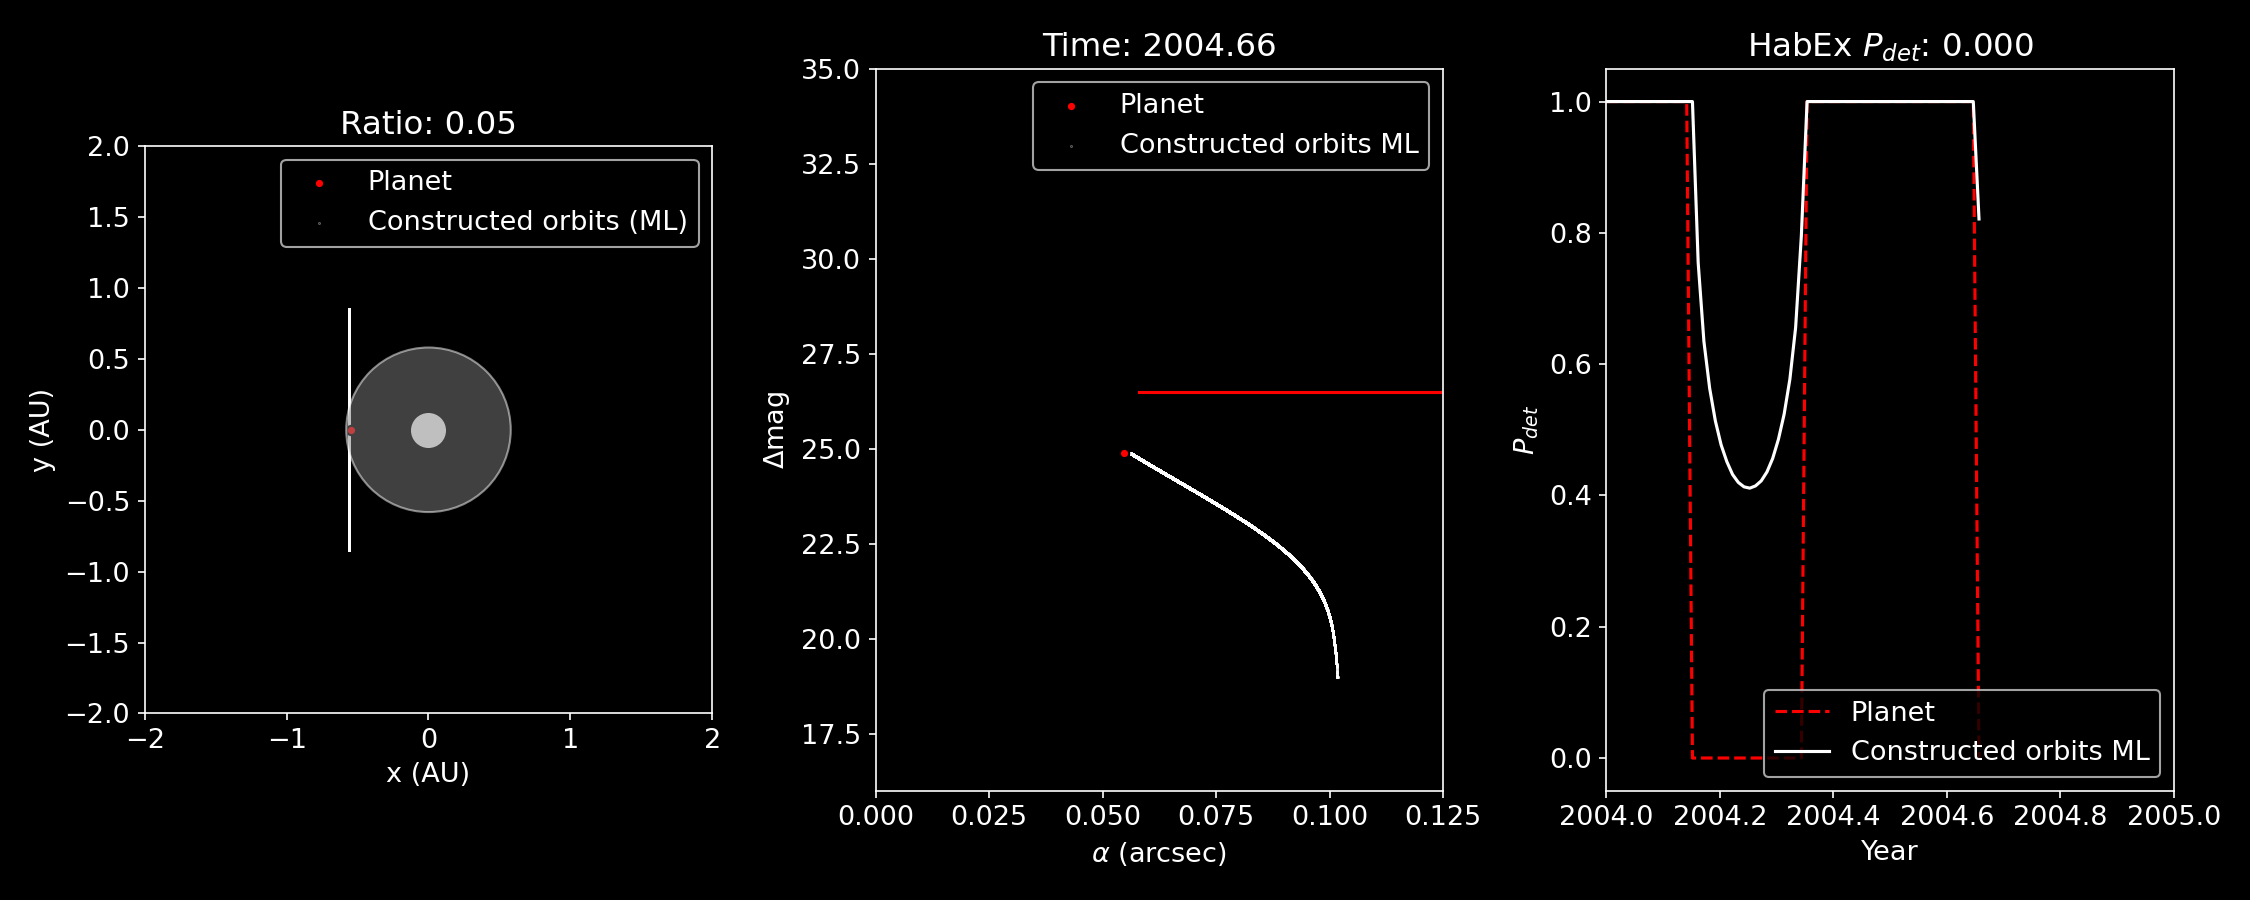 Ratio: 0.05
Planet
Constructed orbits (ML)
2.0
1.5
1.0
0.5
0.0
−0.5
−1.0
−1.5
−2.0
y (AU)
−2 −1 0 1 2
x (AU)
Time: 2004.66
Planet
Constructed orbits ML
35.0
32.5
30.0
27.5
25.0
22.5
20.0
17.5
Δmag
0.000 0.025 0.050 0.075 0.100 0.125
α (arcsec)
HabEx P_det: 0.000
1.0
0.8
0.6
0.4
0.2
0.0
P_det
Planet
Constructed orbits ML
2004.0 2004.2 2004.4 2004.6 2004.8 2005.0
Year